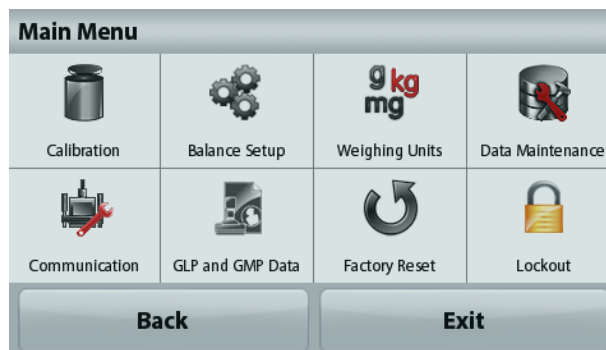 Main Menu
g kg
mg
Calibration
Balance Setup
Weighing Units
Data Maintenance
Communication
GLP and GMP Data
Factory Reset
Lockout
Back
Exit